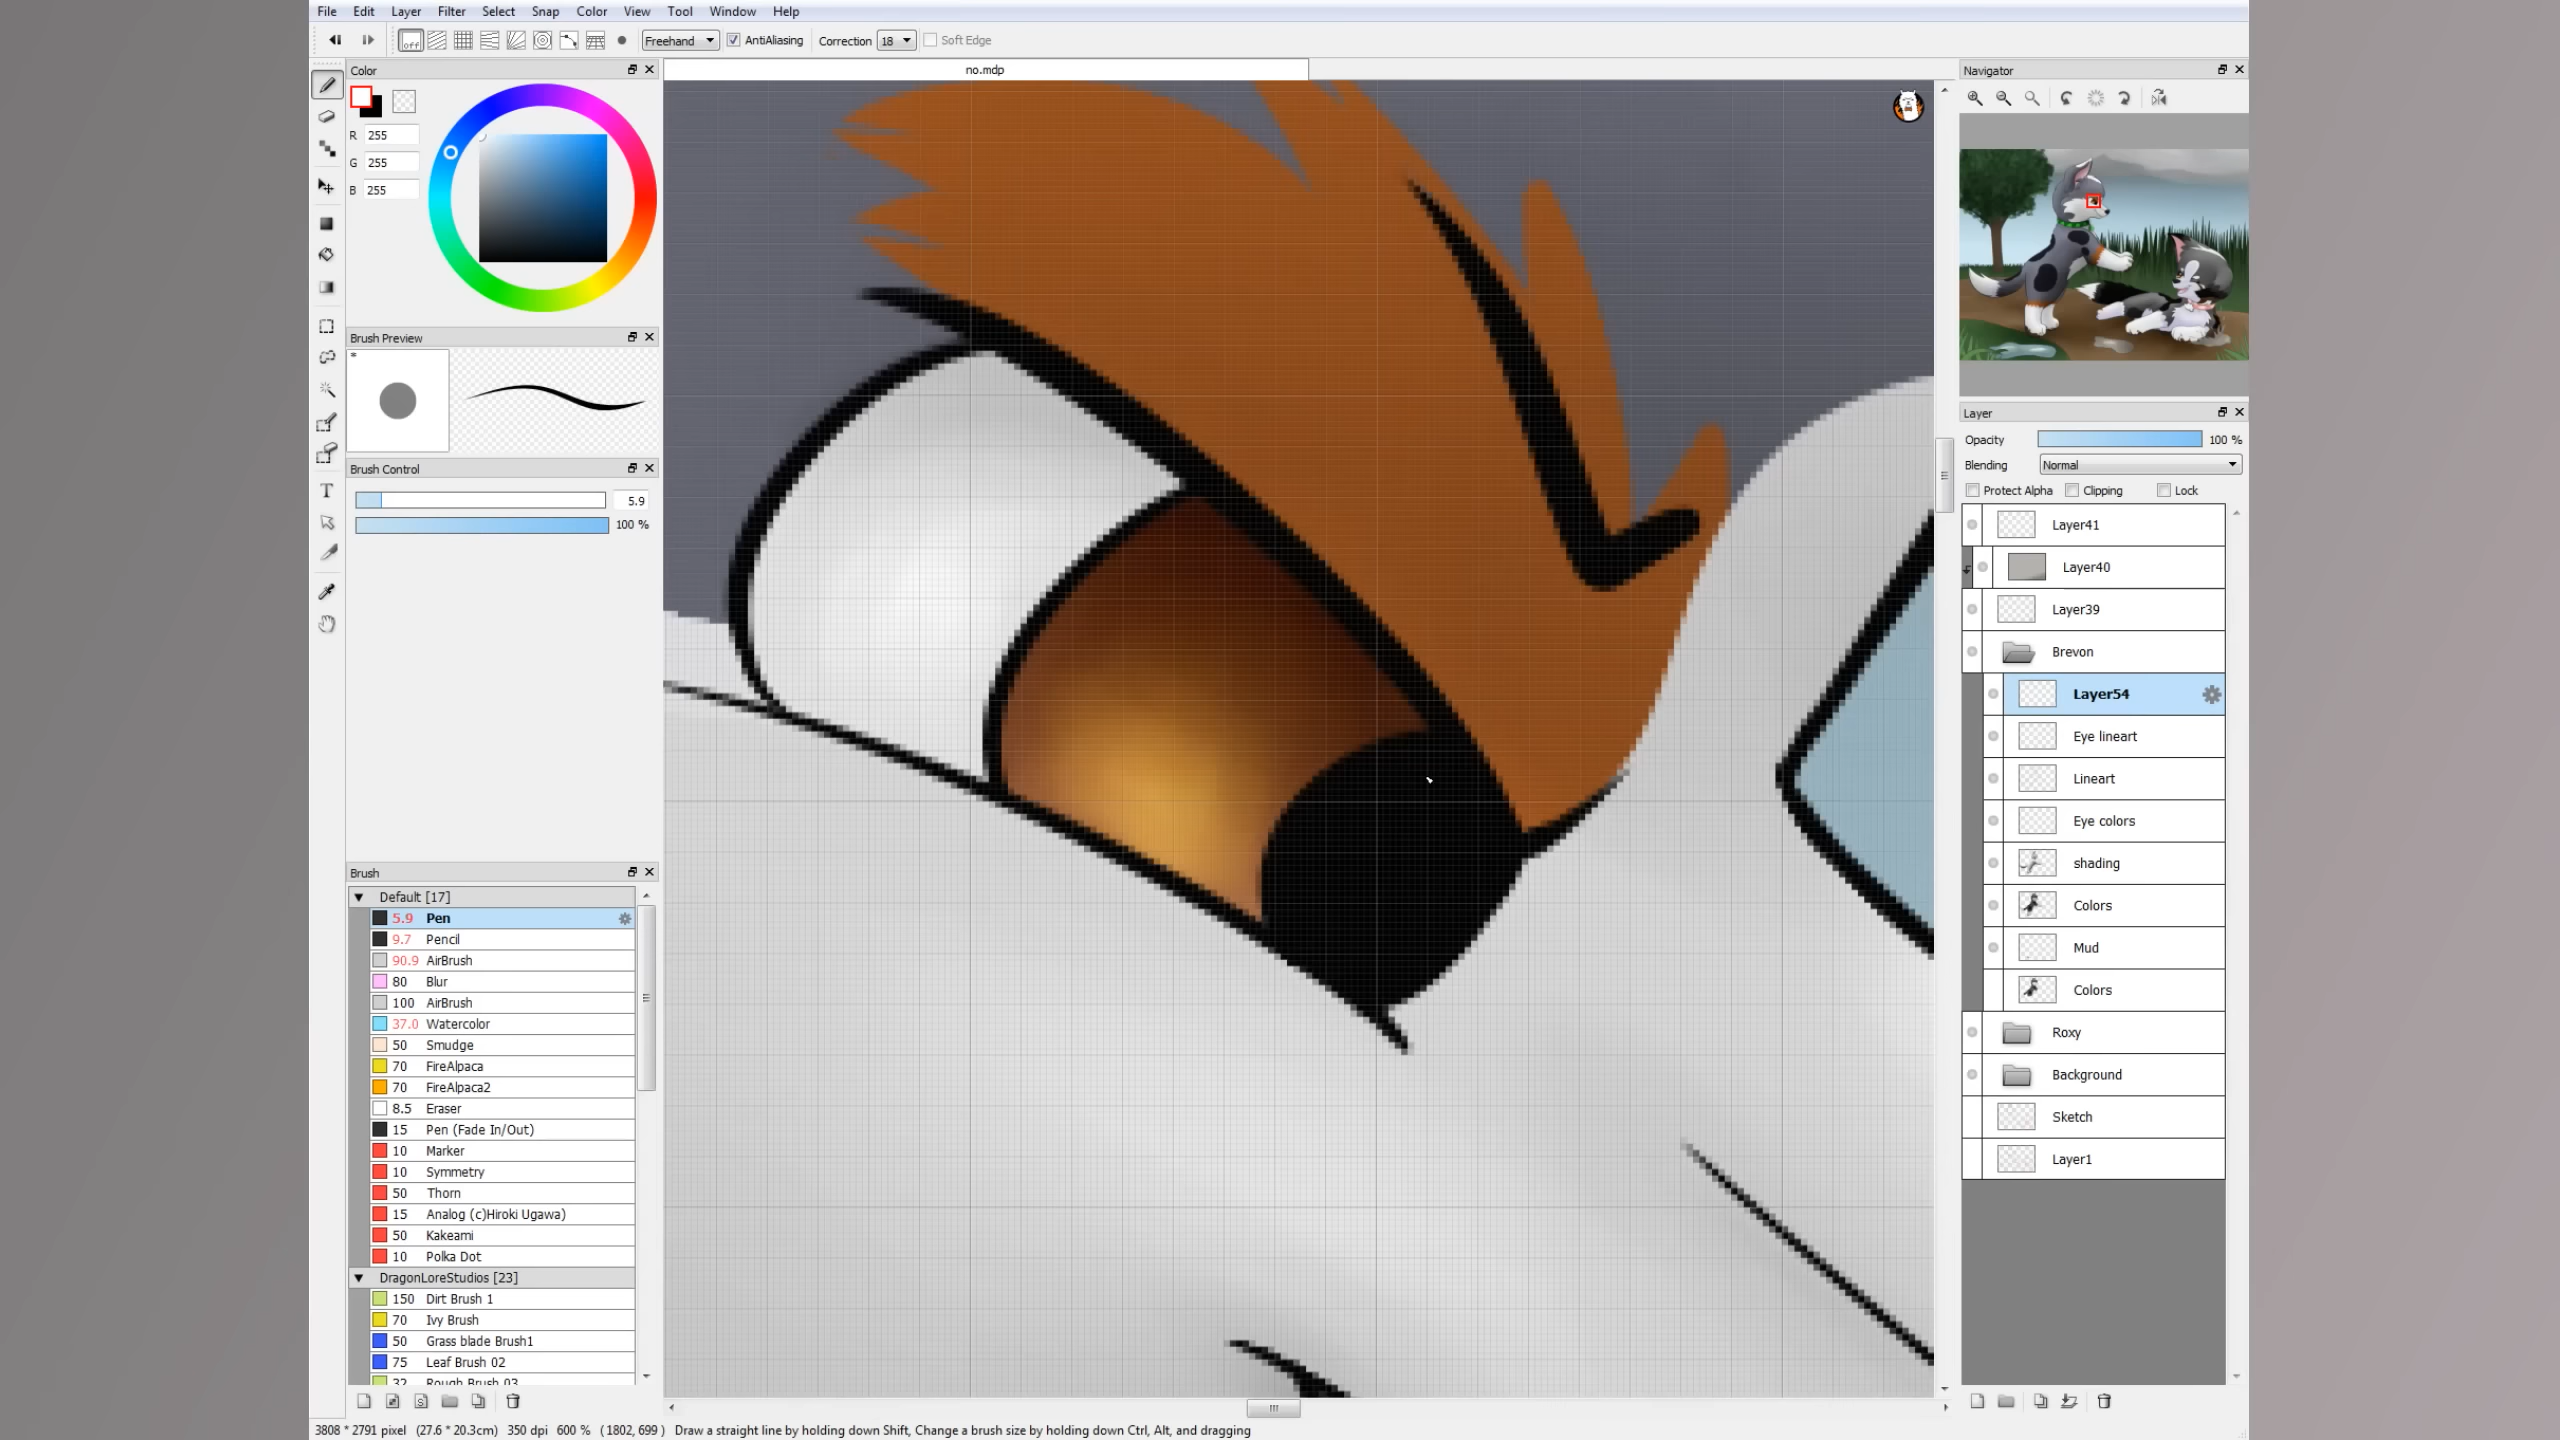 File Edit Layer Filter Select Snap Color View Tool Window Help
off Freehand AntiAliasing Correction 18 Soft Edge
Color
no.mdp
Navigator
R 255
G 255
B 255
Brush Preview
*
Brush Control
5.9
100 %
Layer
Opacity 100 %
Blending Normal
Protect Alpha Clipping Lock
Layer41
Layer40
Layer39
Brevon
Layer54
Eye lineart
Lineart
Eye colors
shading
Colors
Mud
Colors
Roxy
Background
Sketch
Layer1
Brush
Default [17]
5.9 Pen
9.7 Pencil
90.9 AirBrush
80 Blur
100 AirBrush
37.0 Watercolor
50 Smudge
70 FireAlpaca
70 FireAlpaca2
8.5 Eraser
15 Pen (Fade In/Out)
10 Marker
10 Symmetry
50 Thorn
15 Analog (c)Hiroki Ugawa)
50 Kakeami
10 Polka Dot
DragonLoreStudios [23]
150 Dirt Brush 1
70 Ivy Brush
50 Grass blade Brush1
75 Leaf Brush 02
32 Rough Brush 03
3808 * 2791 pixel (27.6 * 20.3cm) 350 dpi 600 % ( 1802, 699 ) Draw a straight line by holding down Shift, Change a brush size by holding down Ctrl, Alt, and dragging